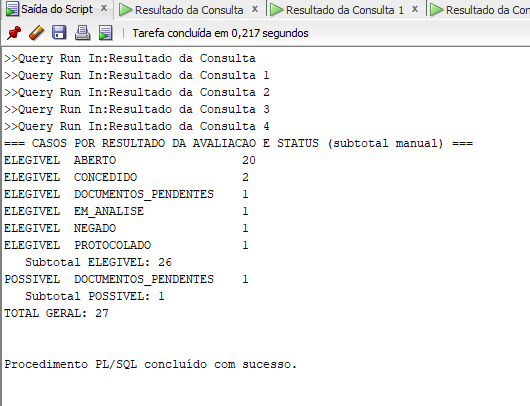 Saída do Script x Resultado da Consulta x Resultado da Consulta 1 x Resultado da Con
Tarefa concluída em 0,217 segundos
>>Query Run In:Resultado da Consulta
>>Query Run In:Resultado da Consulta 1
>>Query Run In:Resultado da Consulta 2
>>Query Run In:Resultado da Consulta 3
>>Query Run In:Resultado da Consulta 4
=== CASOS POR RESULTADO DA AVALIACAO E STATUS (subtotal manual) ===
ELEGIVEL  ABERTO                  20
ELEGIVEL  CONCEDIDO               2
ELEGIVEL  DOCUMENTOS_PENDENTES    1
ELEGIVEL  EM_ANALISE              1
ELEGIVEL  NEGADO                  1
ELEGIVEL  PROTOCOLADO             1
   Subtotal ELEGIVEL: 26
POSSIVEL  DOCUMENTOS_PENDENTES    1
   Subtotal POSSIVEL: 1
TOTAL GERAL: 27
Procedimento PL/SQL concluído com sucesso.